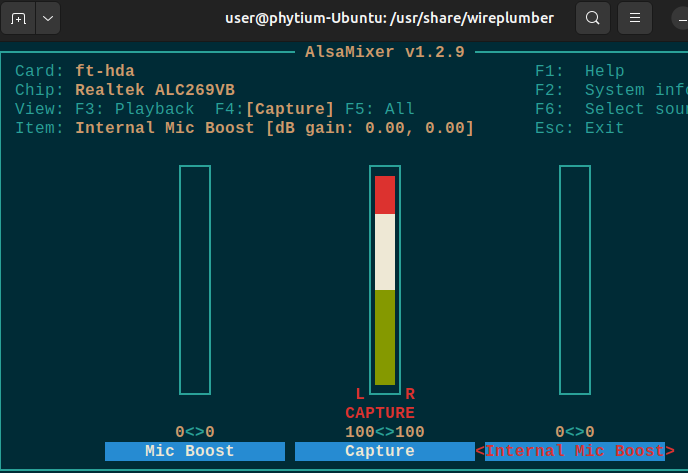 user@phytium-Ubuntu: /usr/share/wireplumber
AlsaMixer v1.2.9
Card: ft-hda F1: Help
Chip: Realtek ALC269VB F2: System info
View: F3: Playback F4:[Capture] F5: All F6: Select soun
Item: Internal Mic Boost [dB gain: 0.00, 0.00] Esc: Exit
L R
CAPTURE
0<>0 100<>100 0<>0
Mic Boost Capture <Internal Mic Boost>